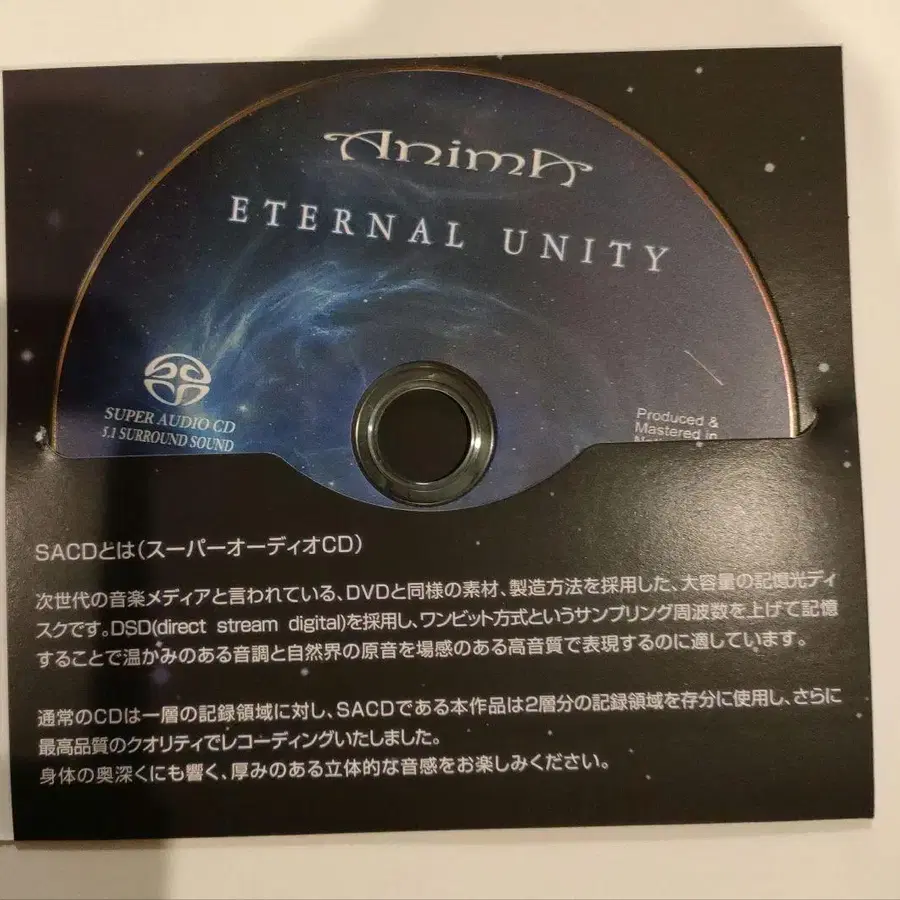 AnimA
ETERNAL UNITY
SUPER AUDIO CD
5.1 SURROUND SOUND
Produced &
Mastered in
SACDとは(スーパーオーディオCD)
次世代の音楽メディアと言われている、DVDと同様の素材、製造方法を採用した、大容量の記憶光ディ
スクです。DSD(direct stream digital)を採用し、ワンビット方式というサンプリング周波数を上げて記憶
することで温かみのある音調と自然界の原音を場感のある高音質で表現するのに適しています。
通常のCDは一層の記録領域に対し、SACDである本作品は2層分の記録領域を存分に使用し、さらに
最高品質のクオリティでレコーディングいたしました。
身体の奥深くにも響く、厚みのある立体的な音感をお楽しみください。